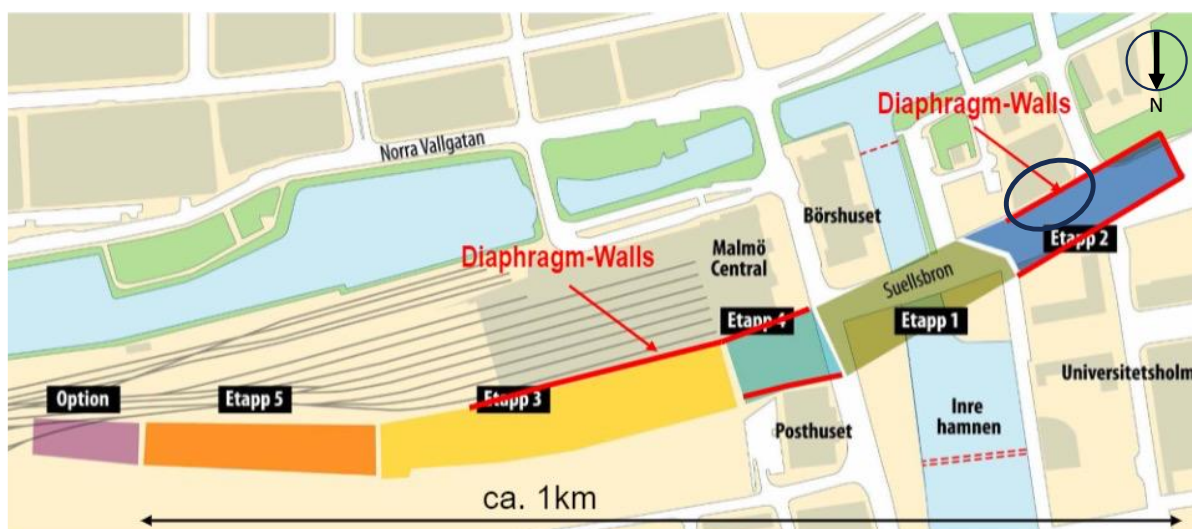 N
Diaphragm-Walls
Norra Vallgatan
Börshuset
Etapp 2
Diaphragm-Walls
Malmö
Central
Suellsbron
Etapp 4
Etapp 1
Universitetsholm
Option
Etapp 5
Etapp 3
Inre
hamnen
Posthuset
ca. 1km